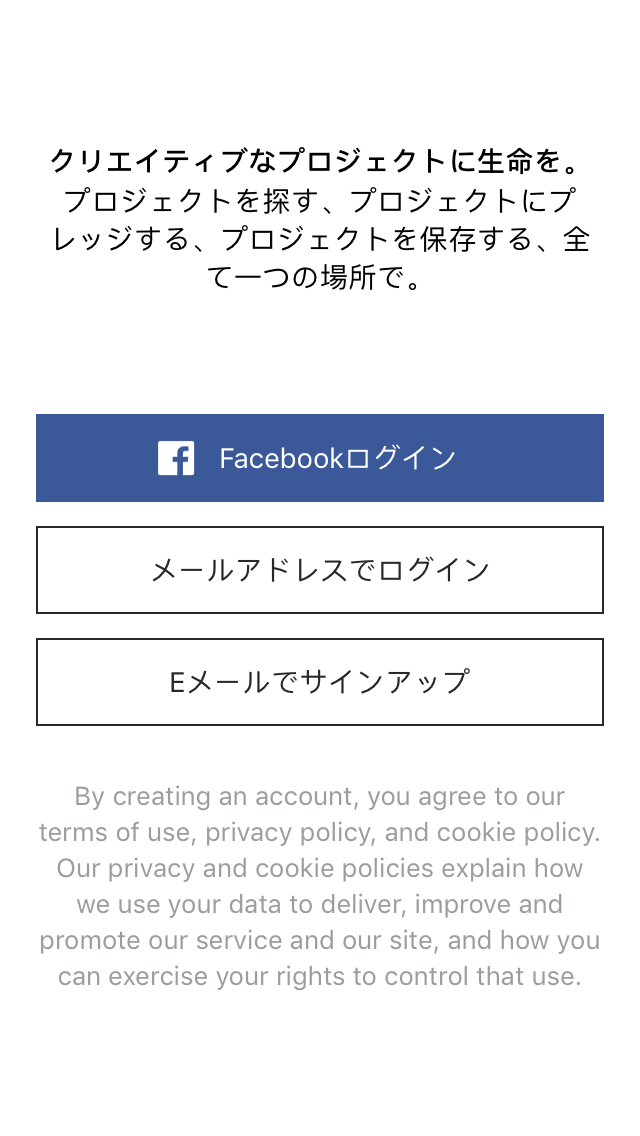 クリエイティブなプロジェクトに生命を。
プロジェクトを探す、プロジェクトにプ
レッジする、プロジェクトを保存する、全
て一つの場所で。
Facebookログイン
メールアドレスでログイン
Eメールでサインアップ
By creating an account, you agree to our
terms of use, privacy policy, and cookie policy.
Our privacy and cookie policies explain how
we use your data to deliver, improve and
promote our service and our site, and how you
can exercise your rights to control that use.